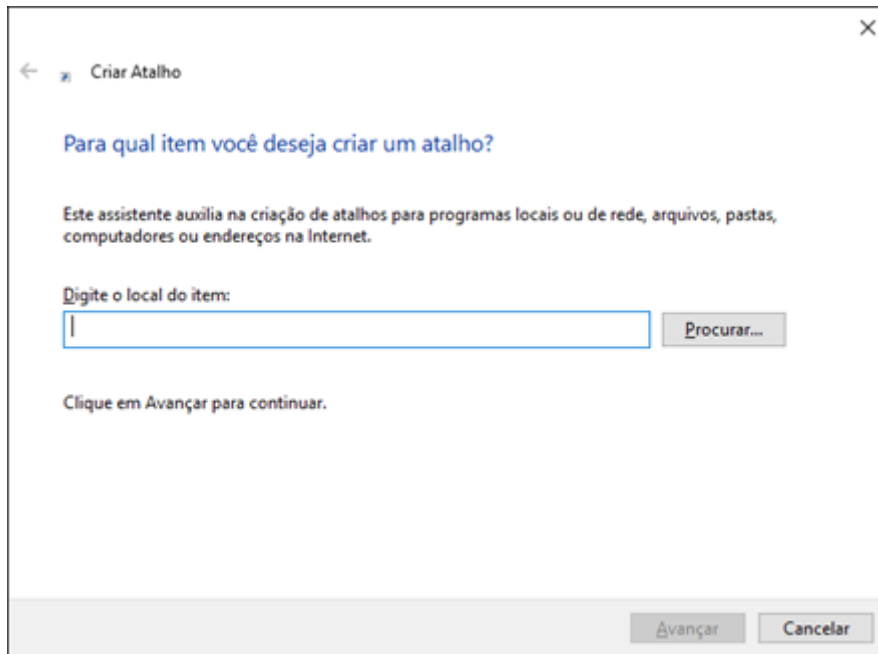 Criar Atalho
Para qual item você deseja criar um atalho?
Este assistente auxilia na criação de atalhos para programas locais ou de rede, arquivos, pastas,
computadores ou endereços na Internet.
Digite o local do item:
Procurar...
Clique em Avançar para continuar.
Avançar
Cancelar